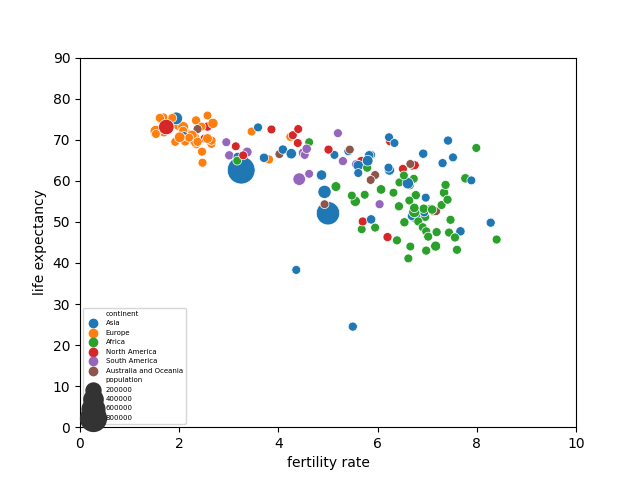 90
80
70
60
50
40
30
20
10
0
life expectancy
continent
Asia
Europe
Africa
North America
South America
Australia and Oceania
population
200000
400000
600000
800000
0 2 4 6 8 10
fertility rate